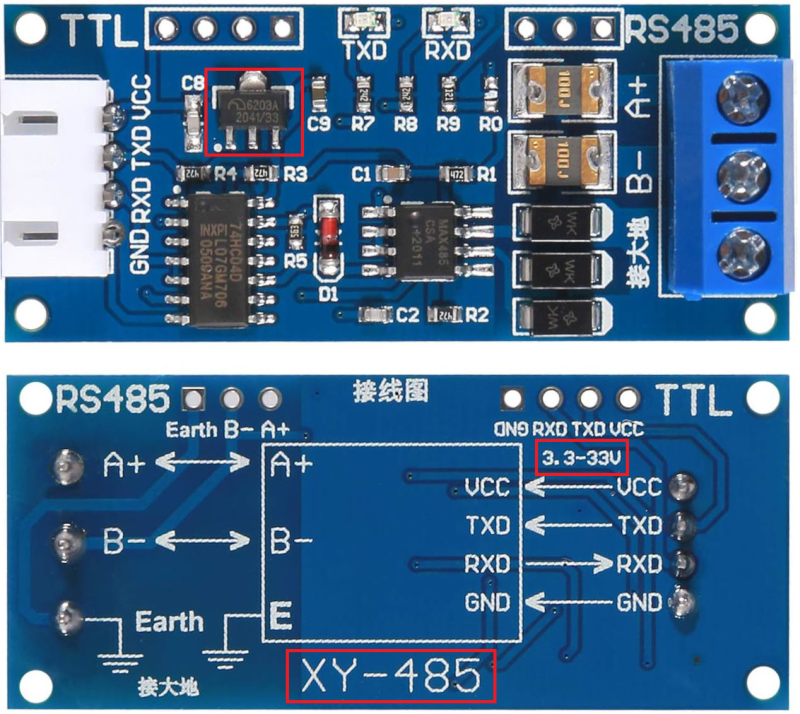 TTL
TXD
RXD
RS485
C8
6203A
2041/33
C9
R7
R8
R9
R0
100J
A+
100J
B-
接大地
VCC
TXD
RXD
GND
R4
R3
C1
472
R1
74HC04D
INXPI
R5
D1
MAX485
CSA
+2011
WK
WK
WK
C2
R2
RS485
接线图
TTL
Earth B- A+
GND RXD TXD VCC
3.3-33V
A+
A+
VCC
VCC
TXD
TXD
B-
B-
RXD
RXD
GND
GND
Earth
E
接大地
XY-485